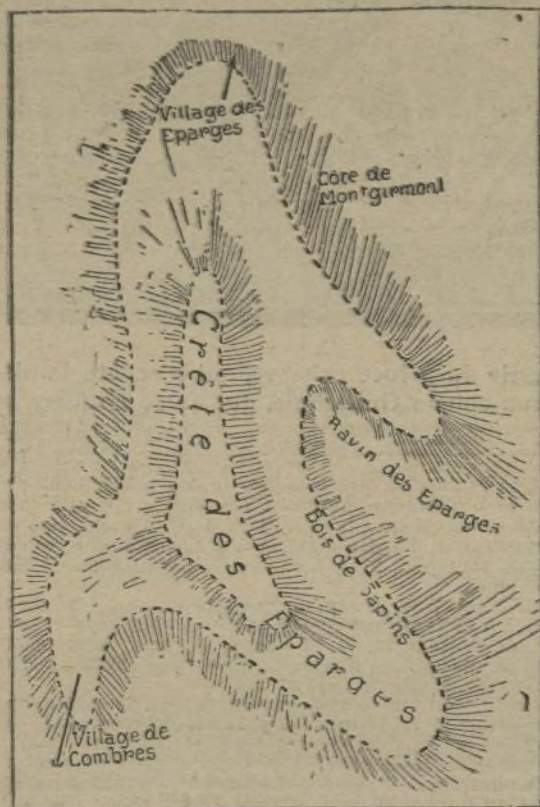 Village des
Eparges
Côte de
Montgirmont
Crête des Eparges
Ravin des Eparges
Bois de Sapins
Village de
Combres